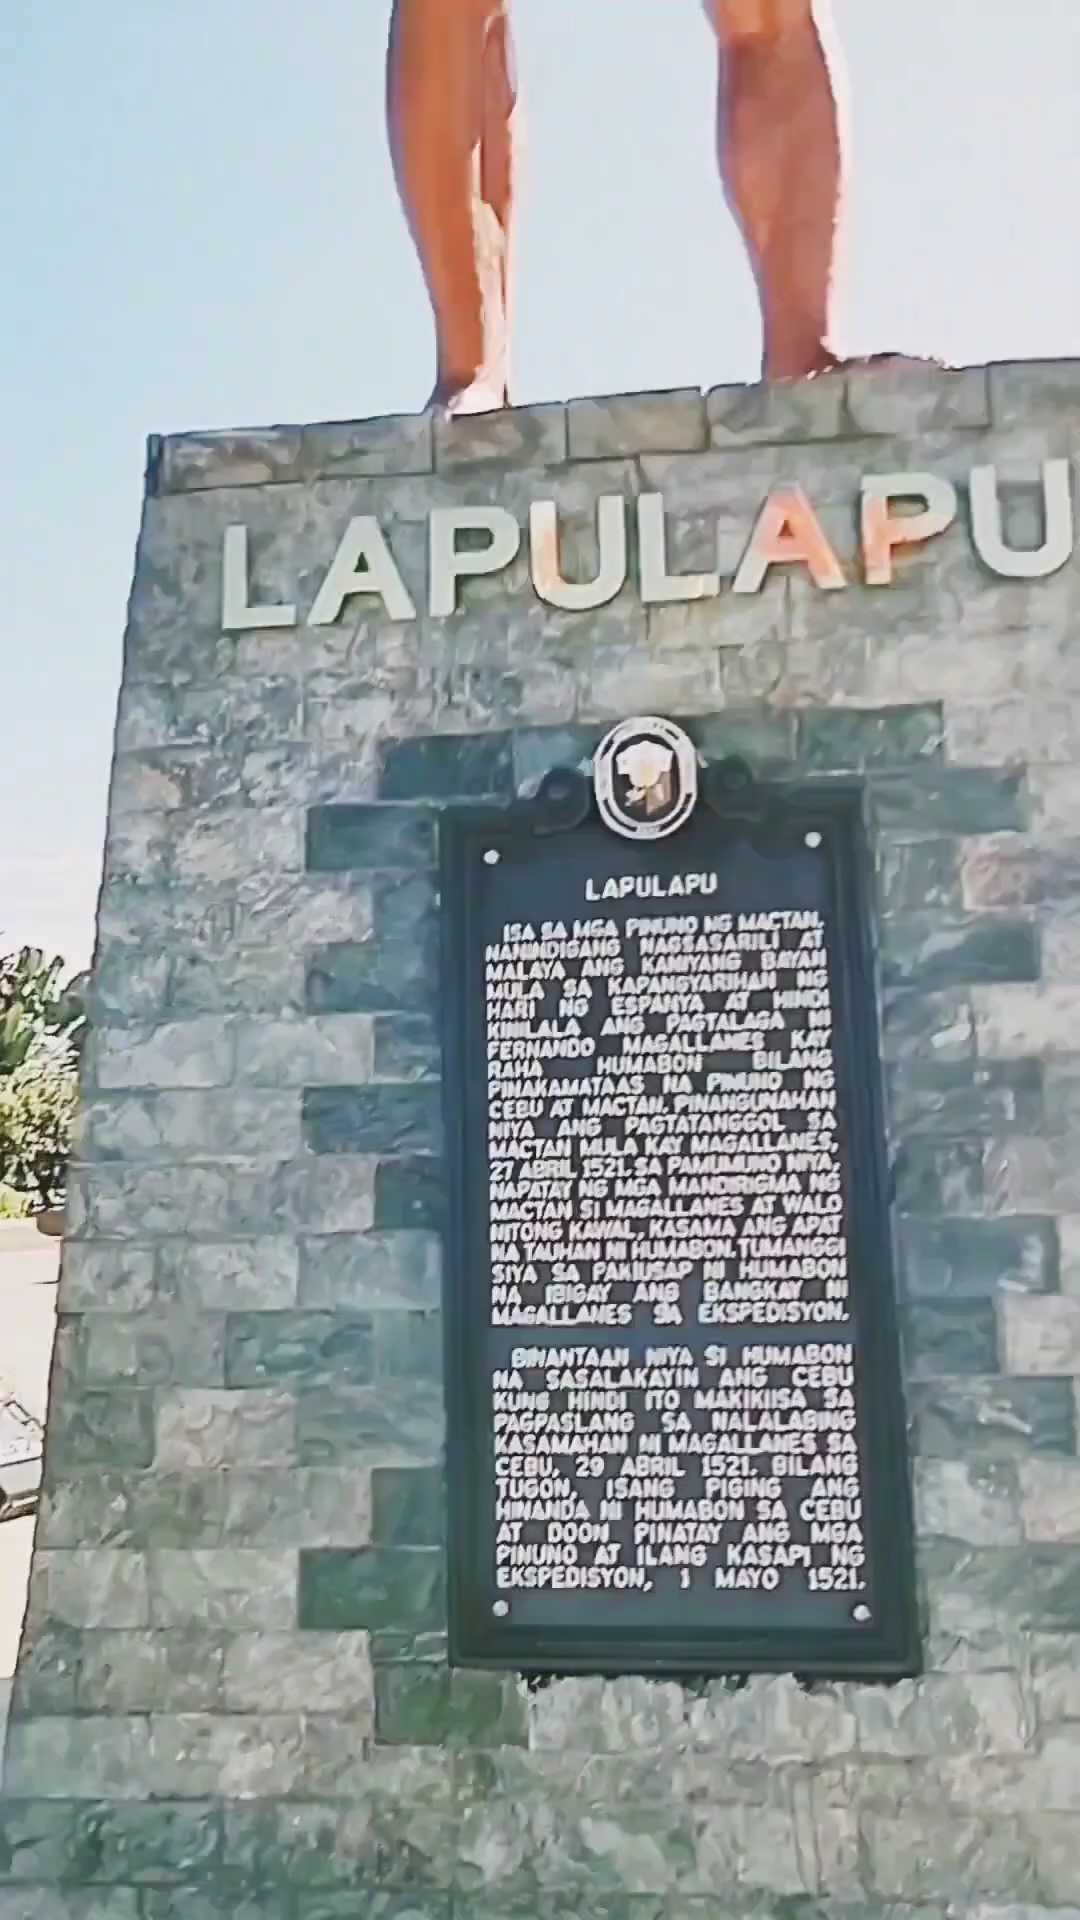 LAPULAPU
LAPULAPU
ISA SA MGA PINUNO NG MACTAN.
NANINDIGANG NAGSASARILI AT
MALAYA ANG KANIYANG BAYAN
MULA SA KAPANGYARIHAN NG
HARI NG ESPANYA AT HINDI
KINILALA ANG PAGTALAGA NI
FERNANDO MAGALLANES KAY
RAHA HUMABON BILANG
PINAKAMATAAS NA PINUNO NG
CEBU AT MACTAN. PINANGUNAHAN
NIYA ANG PAGTATANGGOL SA
MACTAN MULA KAY MAGALLANES,
27 ABRIL 1521. SA PAMUMUNO NIYA,
NAPATAY NG MGA MANDIRIGMA NG
MACTAN SI MAGALLANES AT WALO
NITONG KAWAL, KASAMA ANG APAT
NA TAUHAN NI HUMABON. TUMANGGI
SIYA SA PAKIUSAP NI HUMABON
NA IBIGAY ANG BANGKAY NI
MAGALLANES SA EKSPEDISYON.
BINANTAAN NIYA SI HUMABON
NA SASALAKAYIN ANG CEBU
KUNG HINDI ITO MAKIKIISA SA
PAGPASLANG SA NALALABING
KASAMAHAN NI MAGALLANES SA
CEBU, 29 ABRIL 1521. BILANG
TUGON, ISANG PIGING ANG
HINANDA NI HUMABON SA CEBU
AT DOON PINATAY ANG MGA
PINUNO AT ILANG KASAPI NG
EKSPEDISYON, 1 MAYO 1521.